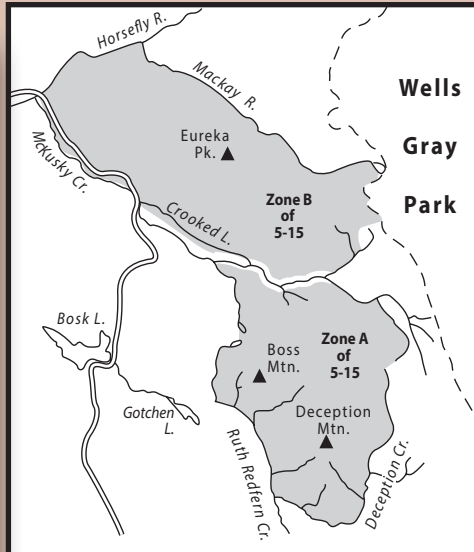 Horsefly R.
Mackay R.
Wells
Gray
Park
Eureka
Pk.
McKusky Cr.
Zone B
of
5-15
Crooked L.
Bosk L.
Zone A
of
5-15
Boss
Mtn.
Gotchen
L.
Deception
Mtn.
Ruth Redfern Cr.
Deception Cr.